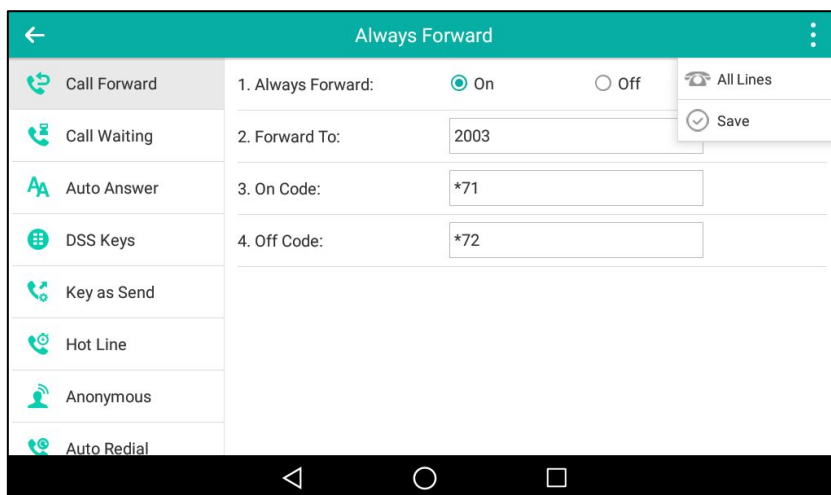 Always Forward
Call Forward
Call Waiting
Auto Answer
DSS Keys
Key as Send
Hot Line
Anonymous
Auto Redial
1. Always Forward: On Off
2. Forward To: 2003
3. On Code: *71
4. Off Code: *72
All Lines
Save